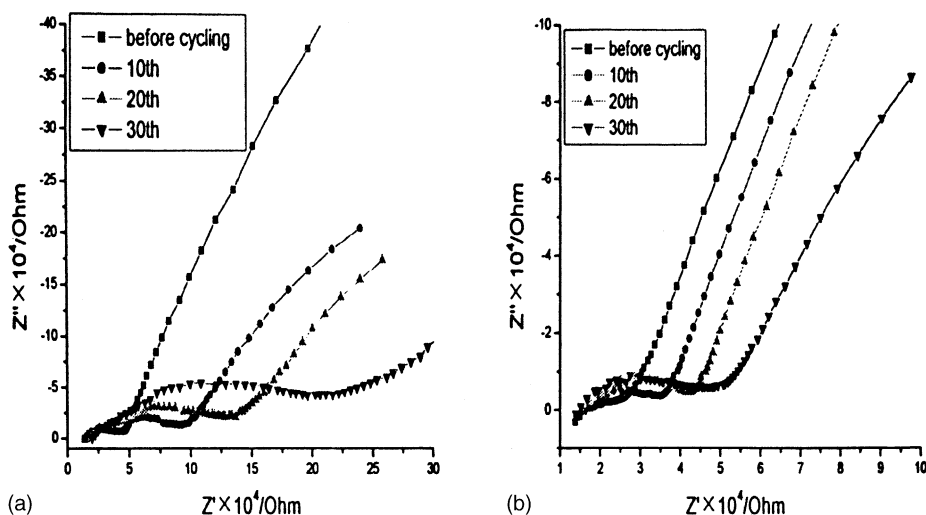 -40
-35
-30
-25
-20
-15
-10
-5
0
Z"×10⁴/Ohm
before cycling
10th
20th
30th
0 5 10 15 20 25 30
Z'×10⁴/Ohm
(a)
-10
-8
-6
-4
-2
0
Z"×10⁴/Ohm
before cycling
10th
20th
30th
1 2 3 4 5 6 7 8 9 10
Z'×10⁴/Ohm
(b)